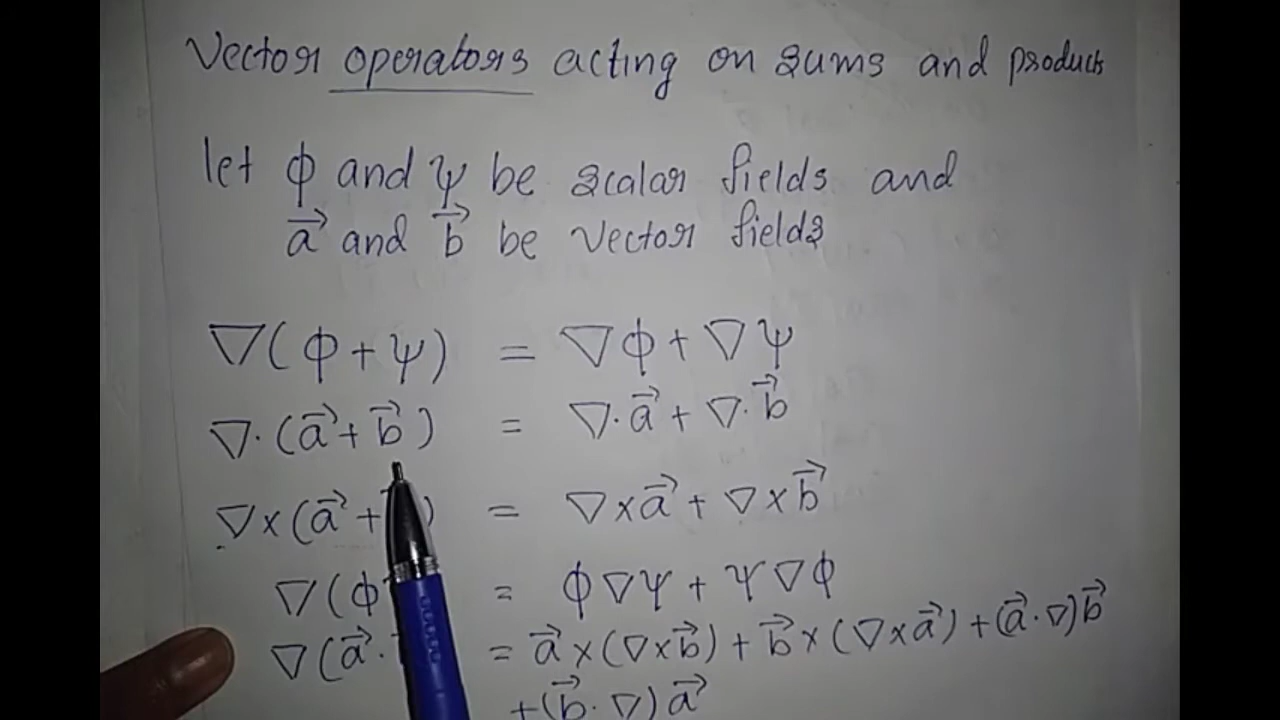 Vector operators acting on sums and products
let ϕ and ψ be scalar fields and
a⃗ and b⃗ be vector fields
∇(ϕ+ψ) = ∇ϕ + ∇ψ
∇·(a⃗+b⃗) = ∇·a⃗ + ∇·b⃗
∇×(a⃗+ ) = ∇×a⃗ + ∇×b⃗
∇(ϕ = ϕ∇ψ + ψ∇ϕ
∇(a⃗· = a⃗×(∇×b⃗) + b⃗×(∇×a⃗) + (a⃗·∇)b⃗
+(b⃗·∇)a⃗